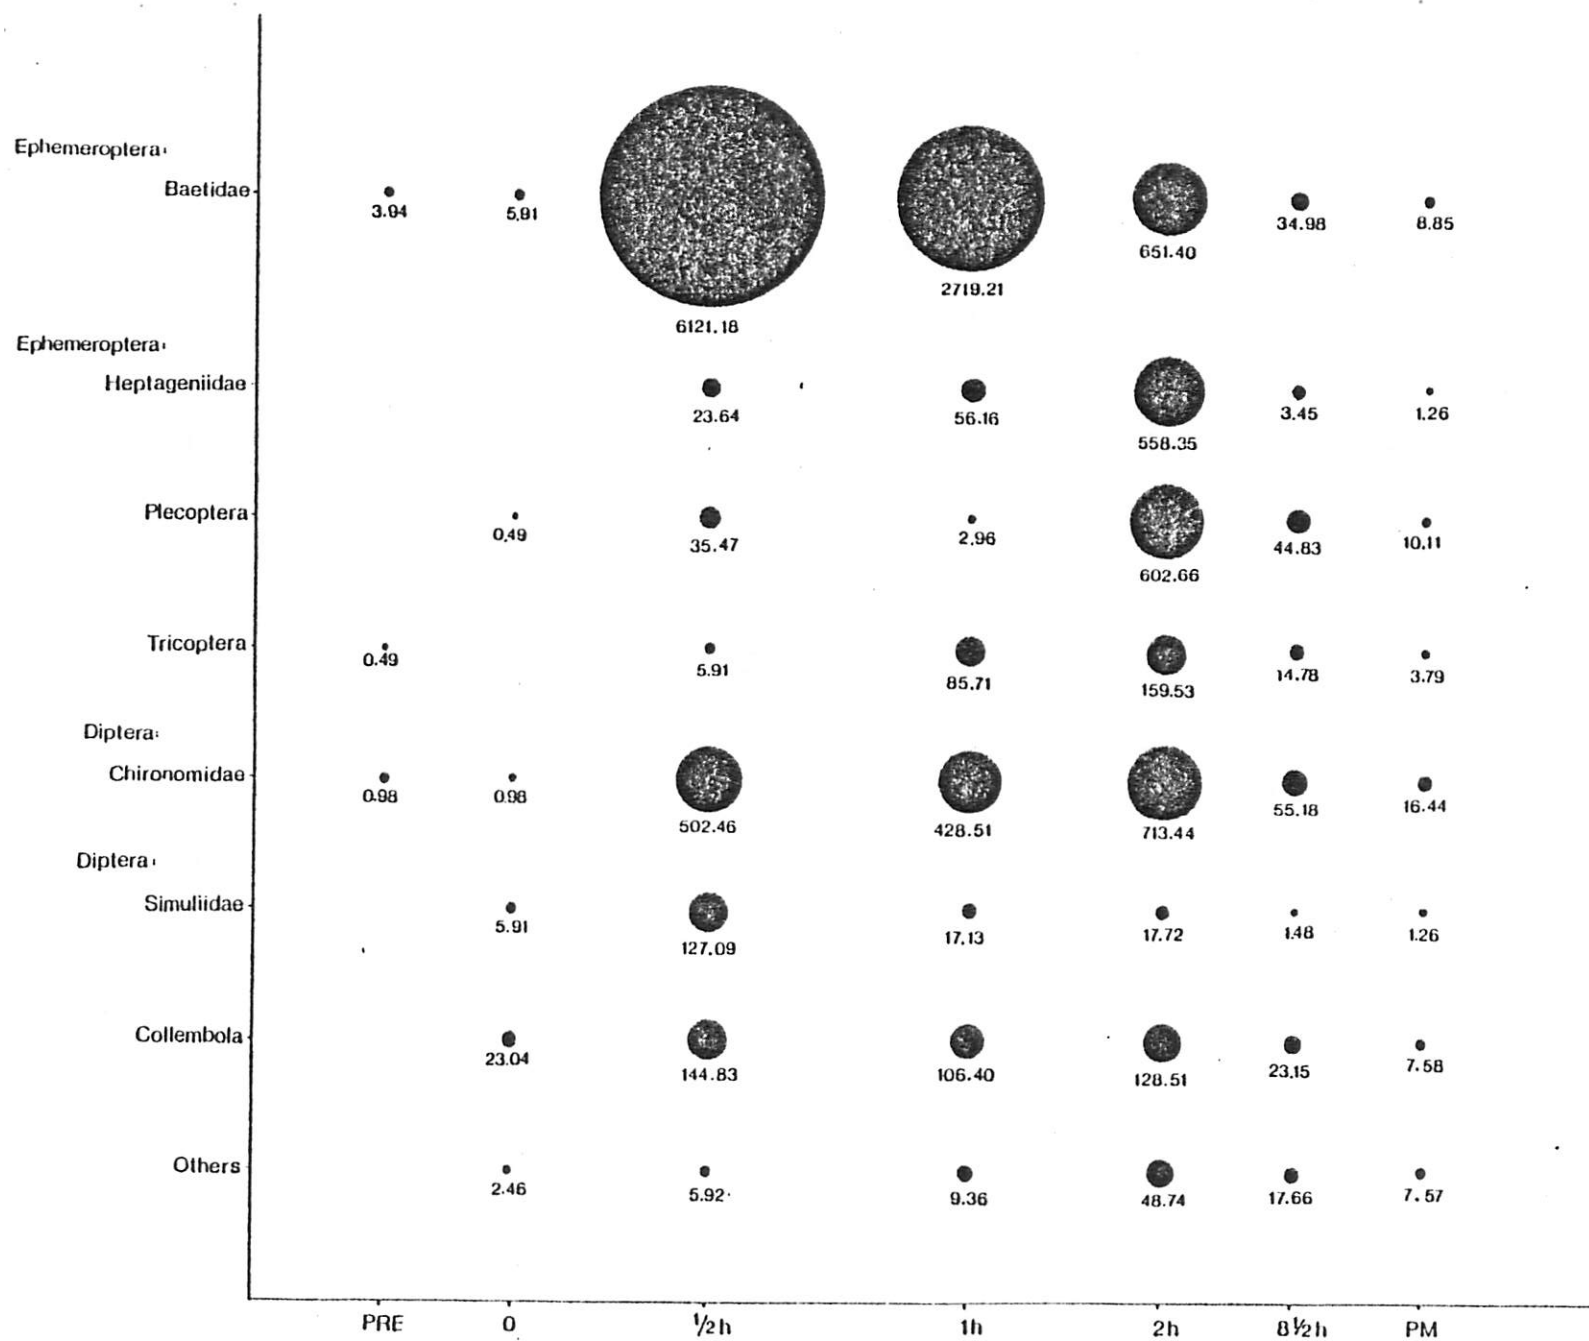 Ephemeroptera:
Baetidae
3.94 5.91 6121.18 2719.21 651.40 34.98 8.85
Ephemeroptera:
Heptageniidae
23.64 56.16 558.35 3.45 1.26
Plecoptera
0.49 35.47 2.96 602.66 44.83 10.11
Tricoptera
0.49 5.91 85.71 159.53 14.78 3.79
Diptera:
Chironomidae
0.98 0.98 502.46 428.51 713.44 55.18 16.44
Diptera:
Simuliidae
5.91 127.09 17.13 17.72 1.48 1.26
Collembola
23.04 144.83 106.40 128.51 23.15 7.58
Others
2.46 5.92 9.36 48.74 17.66 7.57
PRE 0 ½h 1h 2h 8½h PM